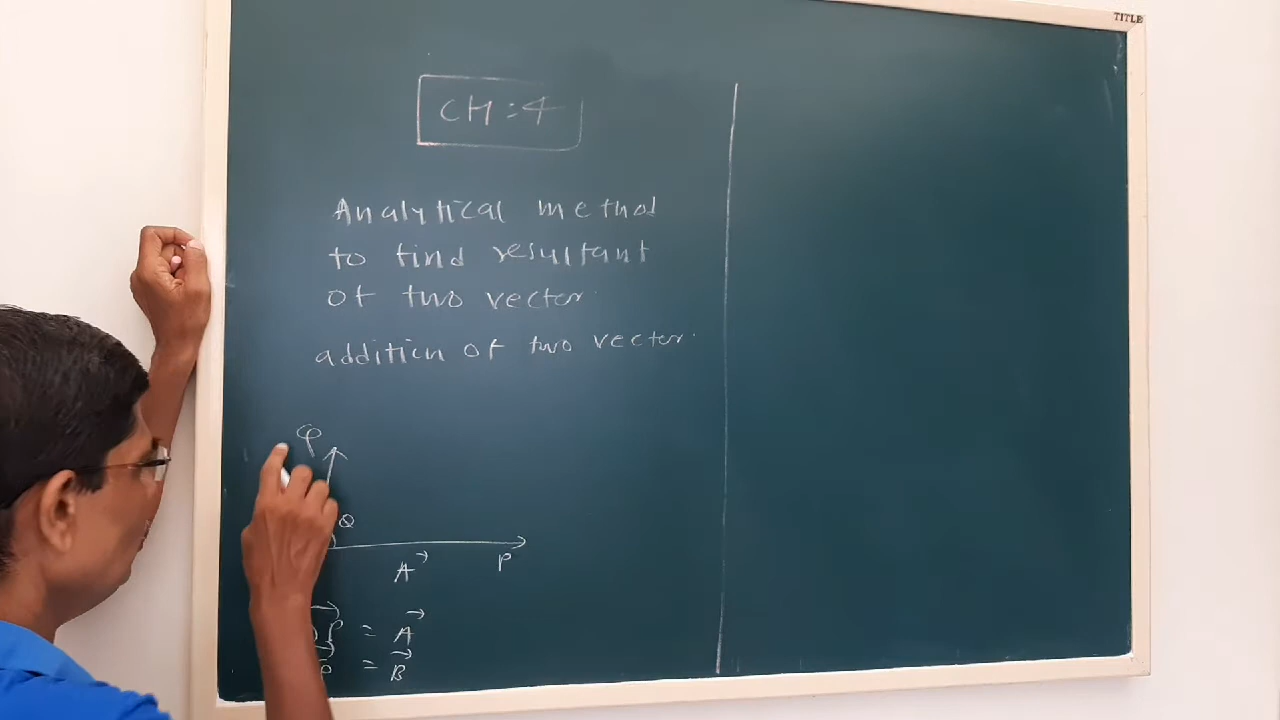 TITLE
CH:4
Analytical method
to find resultant
of two vector.
addition of two vector.
φ
θ
A→ P
= A→
= B→